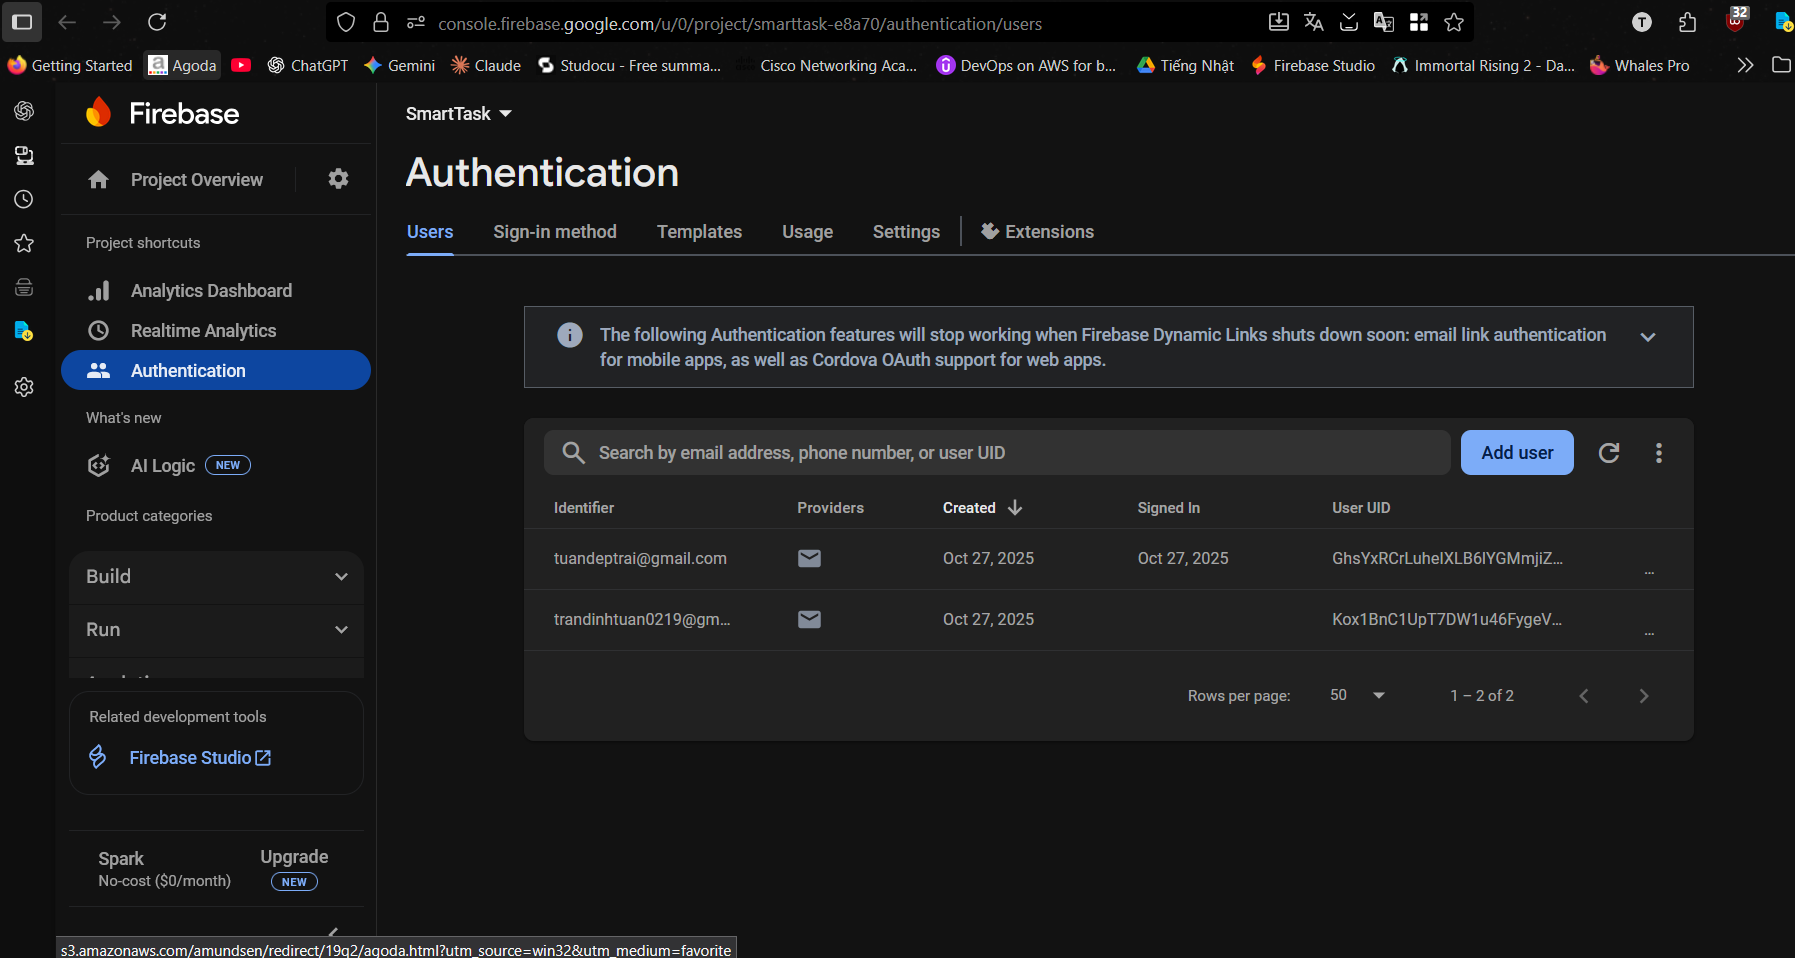 console.firebase.google.com/u/0/project/smarttask-e8a70/authentication/users
T
32
Getting Started
Agoda
ChatGPT
Gemini
Claude
Studocu - Free summa...
Cisco Networking Aca...
DevOps on AWS for b...
Tiếng Nhật
Firebase Studio
Immortal Rising 2 - Da...
Whales Pro
Firebase
SmartTask
Project Overview
Authentication
Users
Sign-in method
Templates
Usage
Settings
Extensions
Project shortcuts
Analytics Dashboard
Realtime Analytics
Authentication
What's new
AI Logic NEW
Product categories
Build
Run
Related development tools
Firebase Studio
Spark
No-cost ($0/month)
Upgrade
NEW
The following Authentication features will stop working when Firebase Dynamic Links shuts down soon: email link authentication
for mobile apps, as well as Cordova OAuth support for web apps.
Search by email address, phone number, or user UID
Add user
Identifier Providers Created Signed In User UID
tuandeptrai@gmail.com Oct 27, 2025 Oct 27, 2025 GhsYxRCrLuhelXLB6lYGMmjiZ... ...
trandinhtuan0219@gm... Oct 27, 2025 Kox1BnC1UpT7DW1u46FygeV... ...
Rows per page: 50 1 – 2 of 2
s3.amazonaws.com/amundsen/redirect/19q2/agoda.html?utm_source=win32&utm_medium=favorite